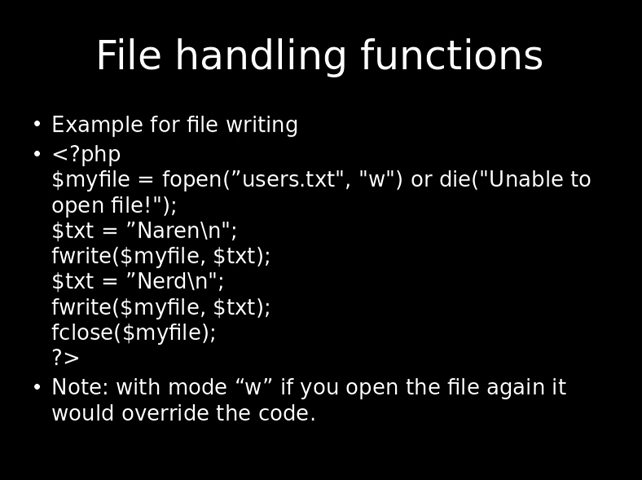 File handling functions
• Example for file writing
• <?php
$myfile = fopen(”users.txt", "w") or die("Unable to
open file!");
$txt = ”Naren\n";
fwrite($myfile, $txt);
$txt = ”Nerd\n";
fwrite($myfile, $txt);
fclose($myfile);
?>
• Note: with mode “w” if you open the file again it
would override the code.